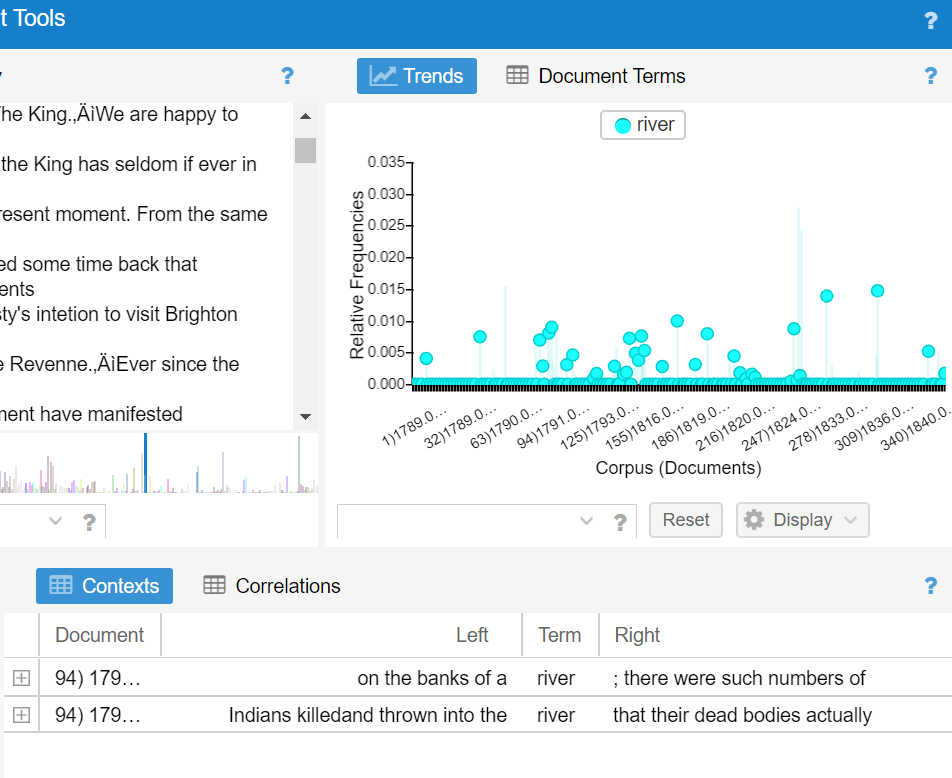 t Tools ?
? Trends Document Terms ?
he King.‚ÄìWe are happy to
the King has seldom if ever in
resent moment. From the same
ed some time back that
ents
ty's intetion to visit Brighton
e Revenne.‚ÄìEver since the
ment have manifested
?
river
Relative Frequencies
0.035
0.030
0.025
0.020
0.015
0.010
0.005
0.000
1)1789.0…
32)1789.0…
63)1790.0…
94)1791.0…
125)1793.0…
155)1816.0…
186)1819.0…
216)1820.0…
247)1824.0…
278)1833.0…
309)1836.0…
340)1840.0…
Corpus (Documents)
? Reset Display
Contexts Correlations ?
Document Left Term Right
94) 179… on the banks of a river ; there were such numbers of
94) 179… Indians killedand thrown into the river that their dead bodies actually